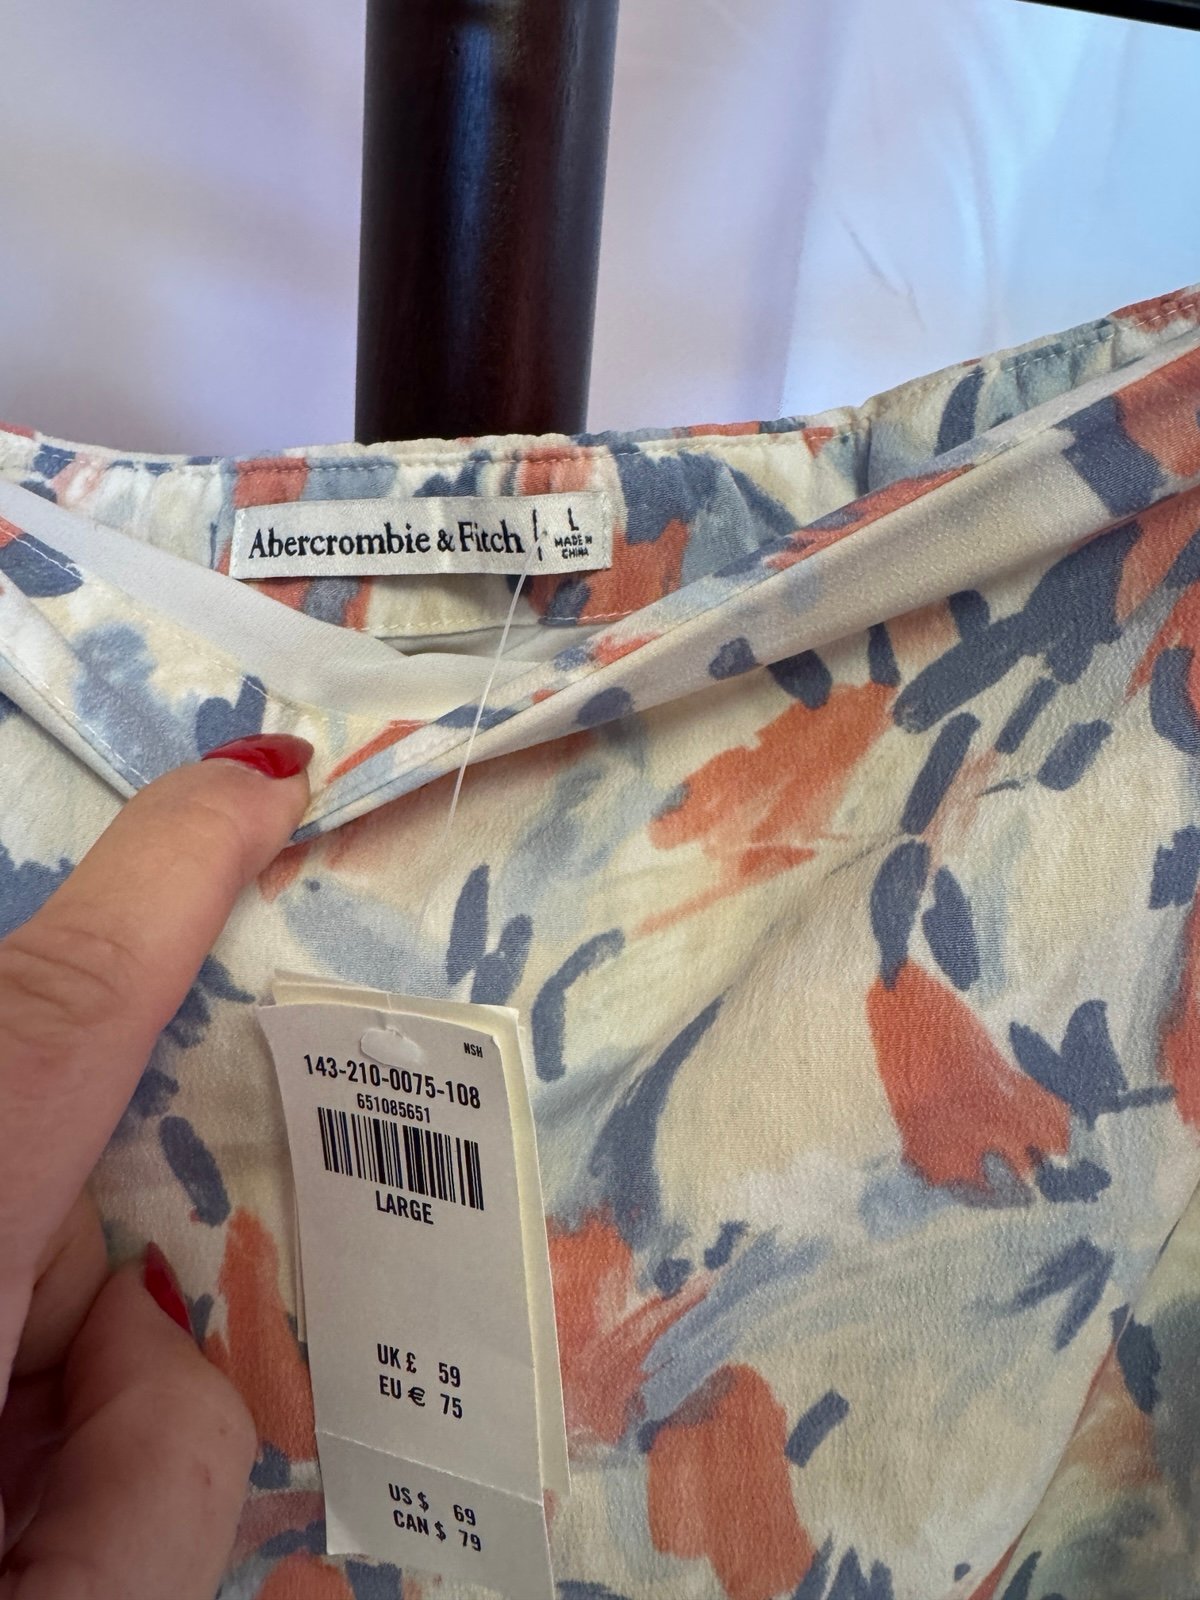 Abercrombie & Fitch
L
MADE IN
CHINA
NSH
143-210-0075-108
651085651
LARGE
UK £ 59
EU € 75
US $ 69
CAN $ 79